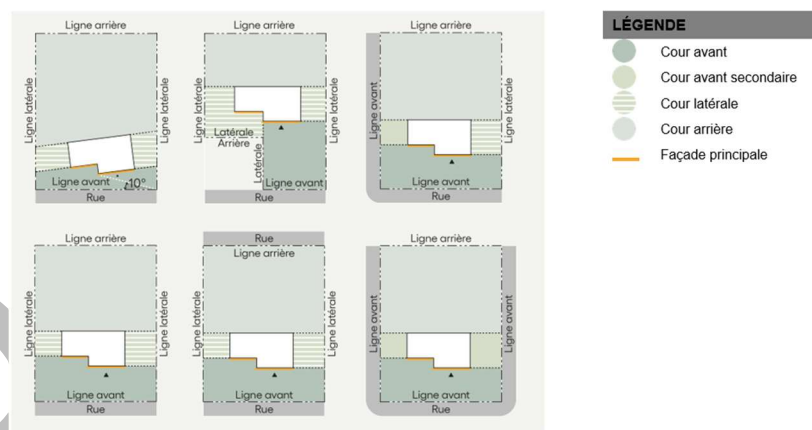 Ligne arrière
Ligne latérale
Ligne latérale
Ligne avant
10°
Rue
Ligne arrière
Ligne latérale
Ligne latérale
Latérale
Arrière
Latérale
Ligne avant
Rue
Ligne arrière
Ligne avant
Ligne latérale
Ligne avant
Rue
Ligne arrière
Ligne latérale
Ligne latérale
Ligne avant
Rue
Rue
Ligne arrière
Ligne latérale
Ligne latérale
Ligne avant
Rue
Ligne arrière
Ligne avant
Ligne avant
Ligne avant
Rue
LÉGENDE
Cour avant
Cour avant secondaire
Cour latérale
Cour arrière
Façade principale